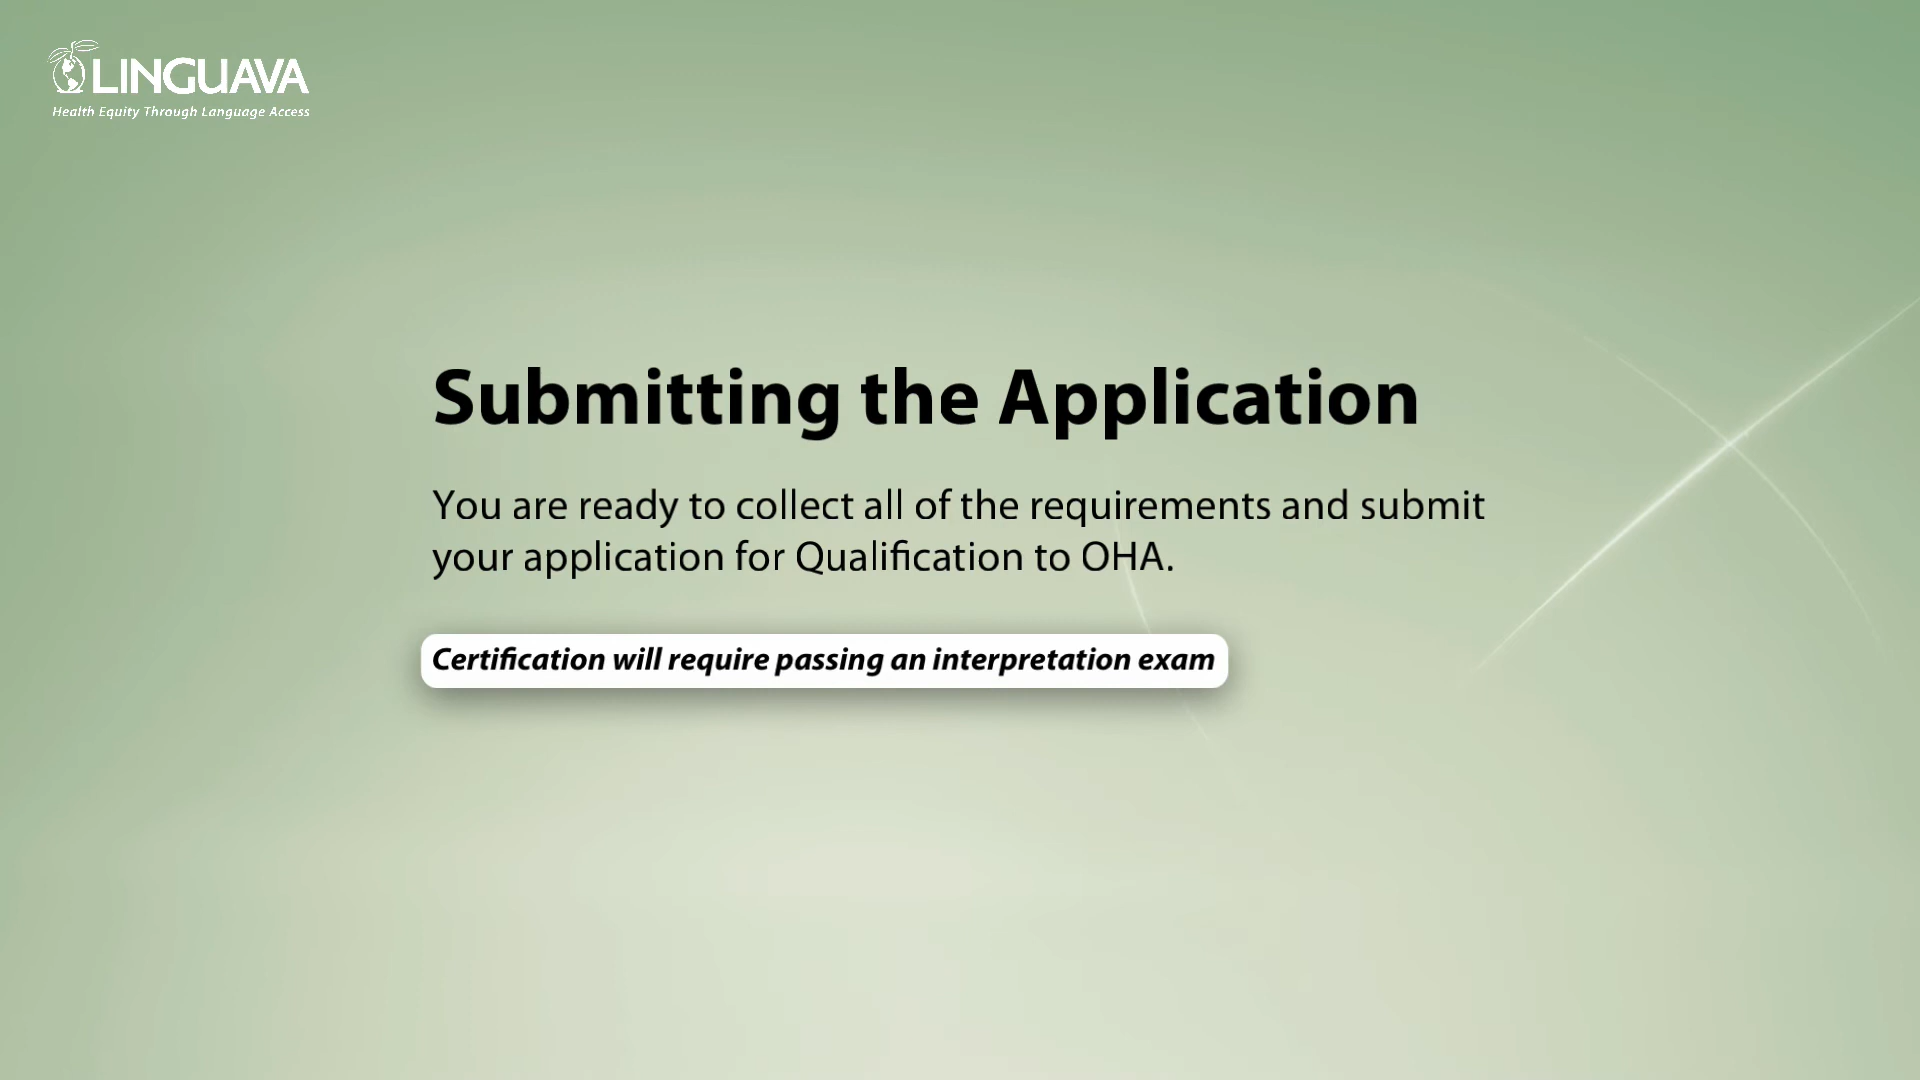 LINGUAVA
Health Equity Through Language Access
Submitting the Application
You are ready to collect all of the requirements and submit
your application for Qualification to OHA.
Certification will require passing an interpretation exam